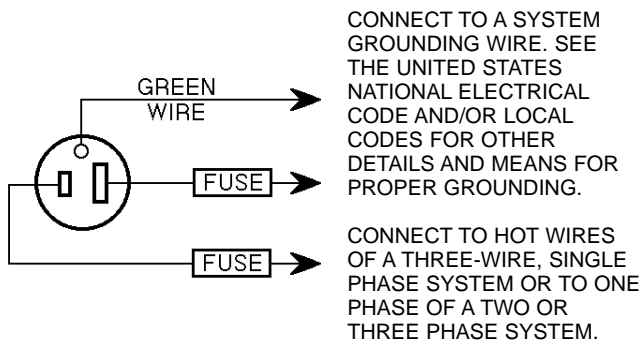 CONNECT TO A SYSTEM
GROUNDING WIRE. SEE
THE UNITED STATES
NATIONAL ELECTRICAL
CODE AND/OR LOCAL
CODES FOR OTHER
DETAILS AND MEANS FOR
PROPER GROUNDING.
GREEN
WIRE
FUSE
FUSE
CONNECT TO HOT WIRES
OF A THREE-WIRE, SINGLE
PHASE SYSTEM OR TO ONE
PHASE OF A TWO OR
THREE PHASE SYSTEM.